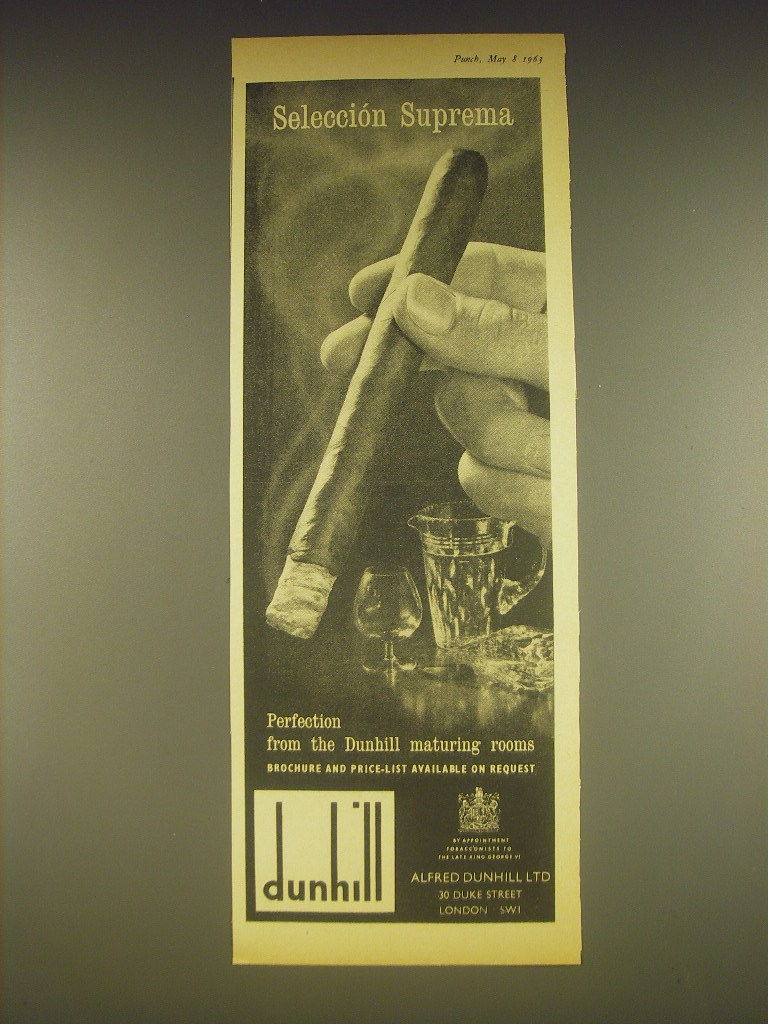 Punch, May 8 1963
Selección Suprema
Perfection
from the Dunhill maturing rooms
BROCHURE AND PRICE-LIST AVAILABLE ON REQUEST
dunhill
BY APPOINTMENT
TOBACCONISTS TO
THE LATE KING GEORGE VI
ALFRED DUNHILL LTD
30 DUKE STREET
LONDON · SW1